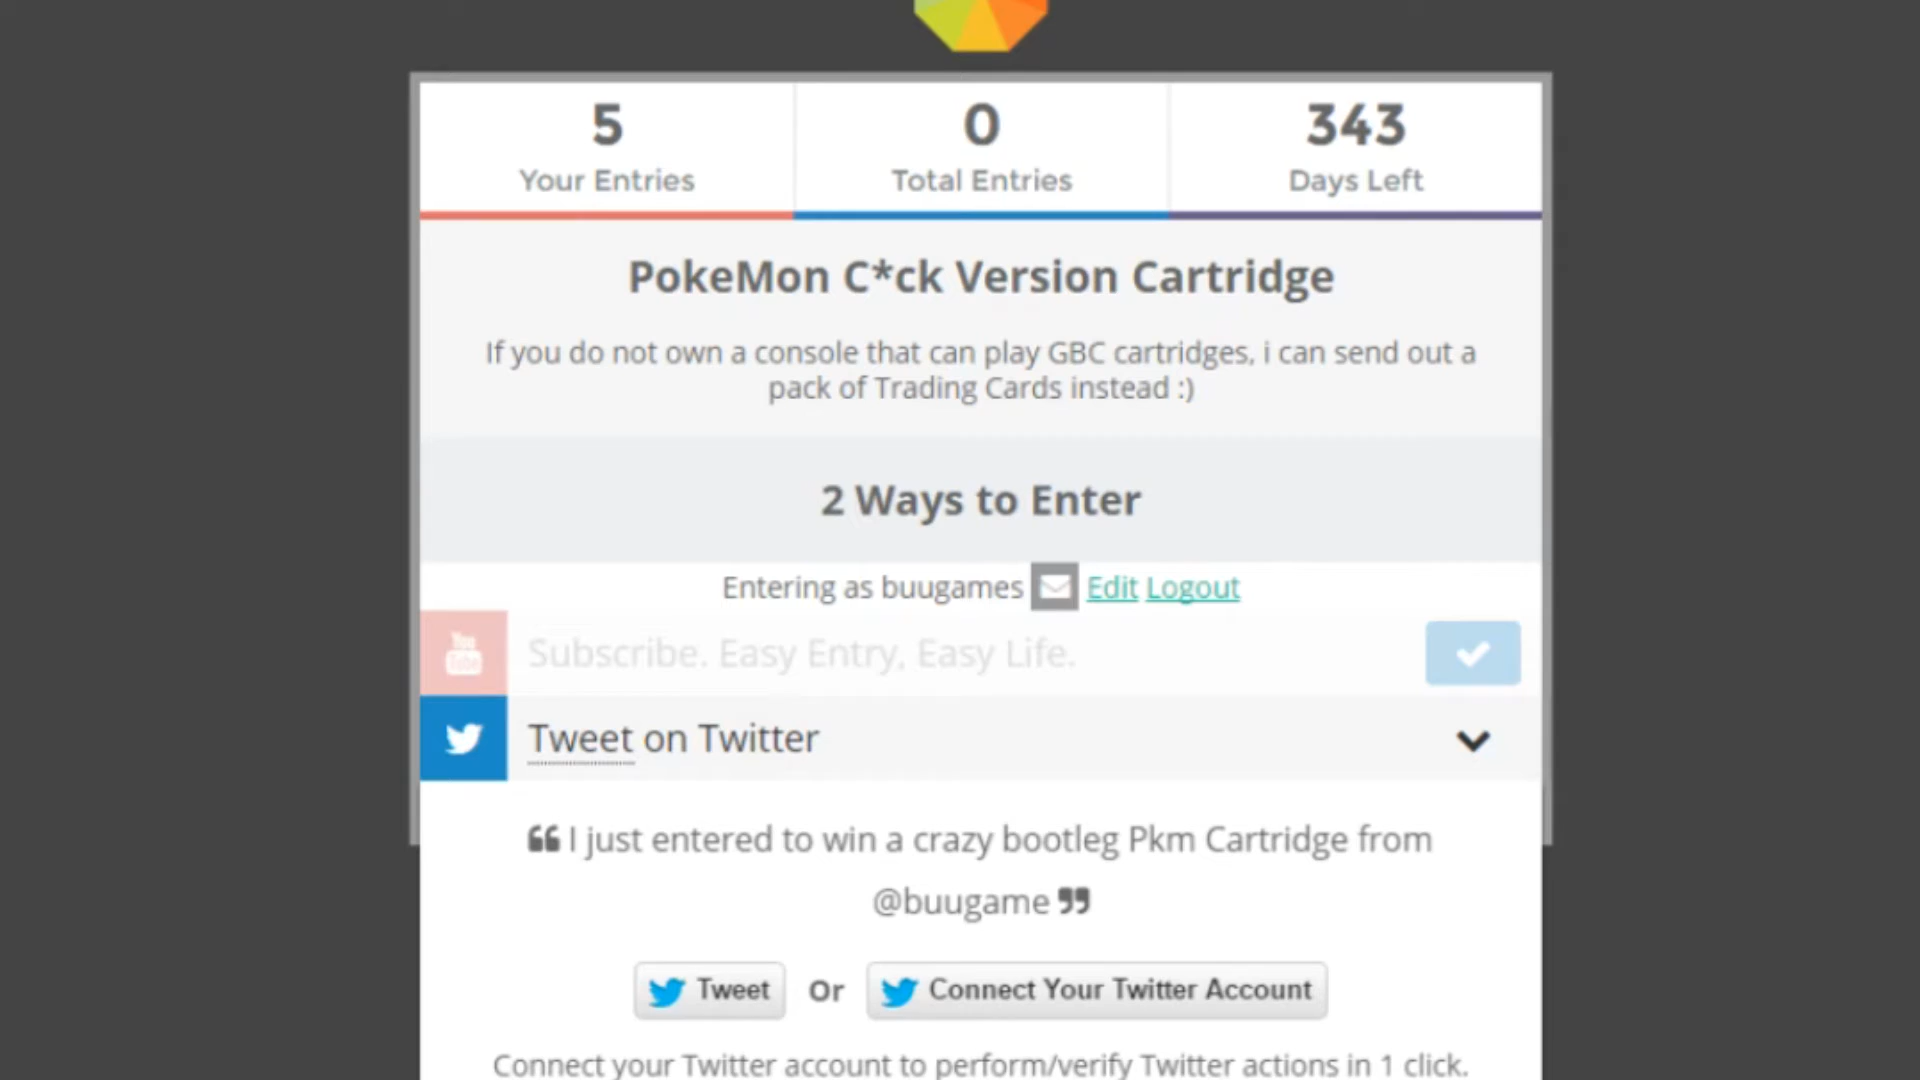 5
Your Entries
0
Total Entries
343
Days Left
PokeMon C*ck Version Cartridge
If you do not own a console that can play GBC cartridges, i can send out a
pack of Trading Cards instead :)
2 Ways to Enter
Entering as buugames Edit Logout
You Tube Subscribe. Easy Entry, Easy Life.
Tweet on Twitter
❝ I just entered to win a crazy bootleg Pkm Cartridge from
@buugame ❞
Tweet Or Connect Your Twitter Account
Connect your Twitter account to perform/verify Twitter actions in 1 click.